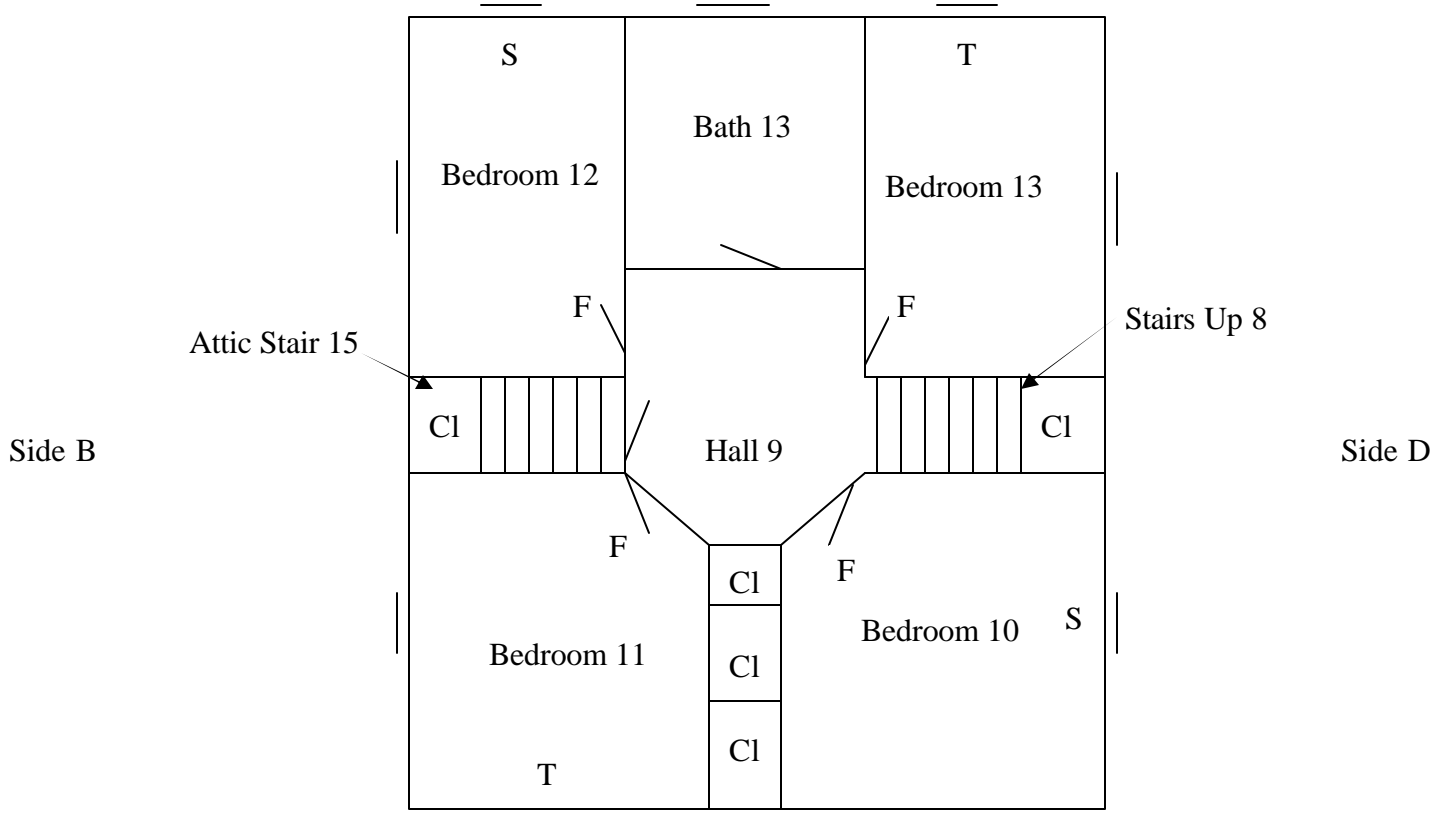 S
T
Bath 13
Bedroom 12
Bedroom 13
F
F
Stairs Up 8
Attic Stair 15
Cl
Cl
Side B
Hall 9
Side D
F
F
Cl
Bedroom 10
S
Bedroom 11
Cl
Cl
T